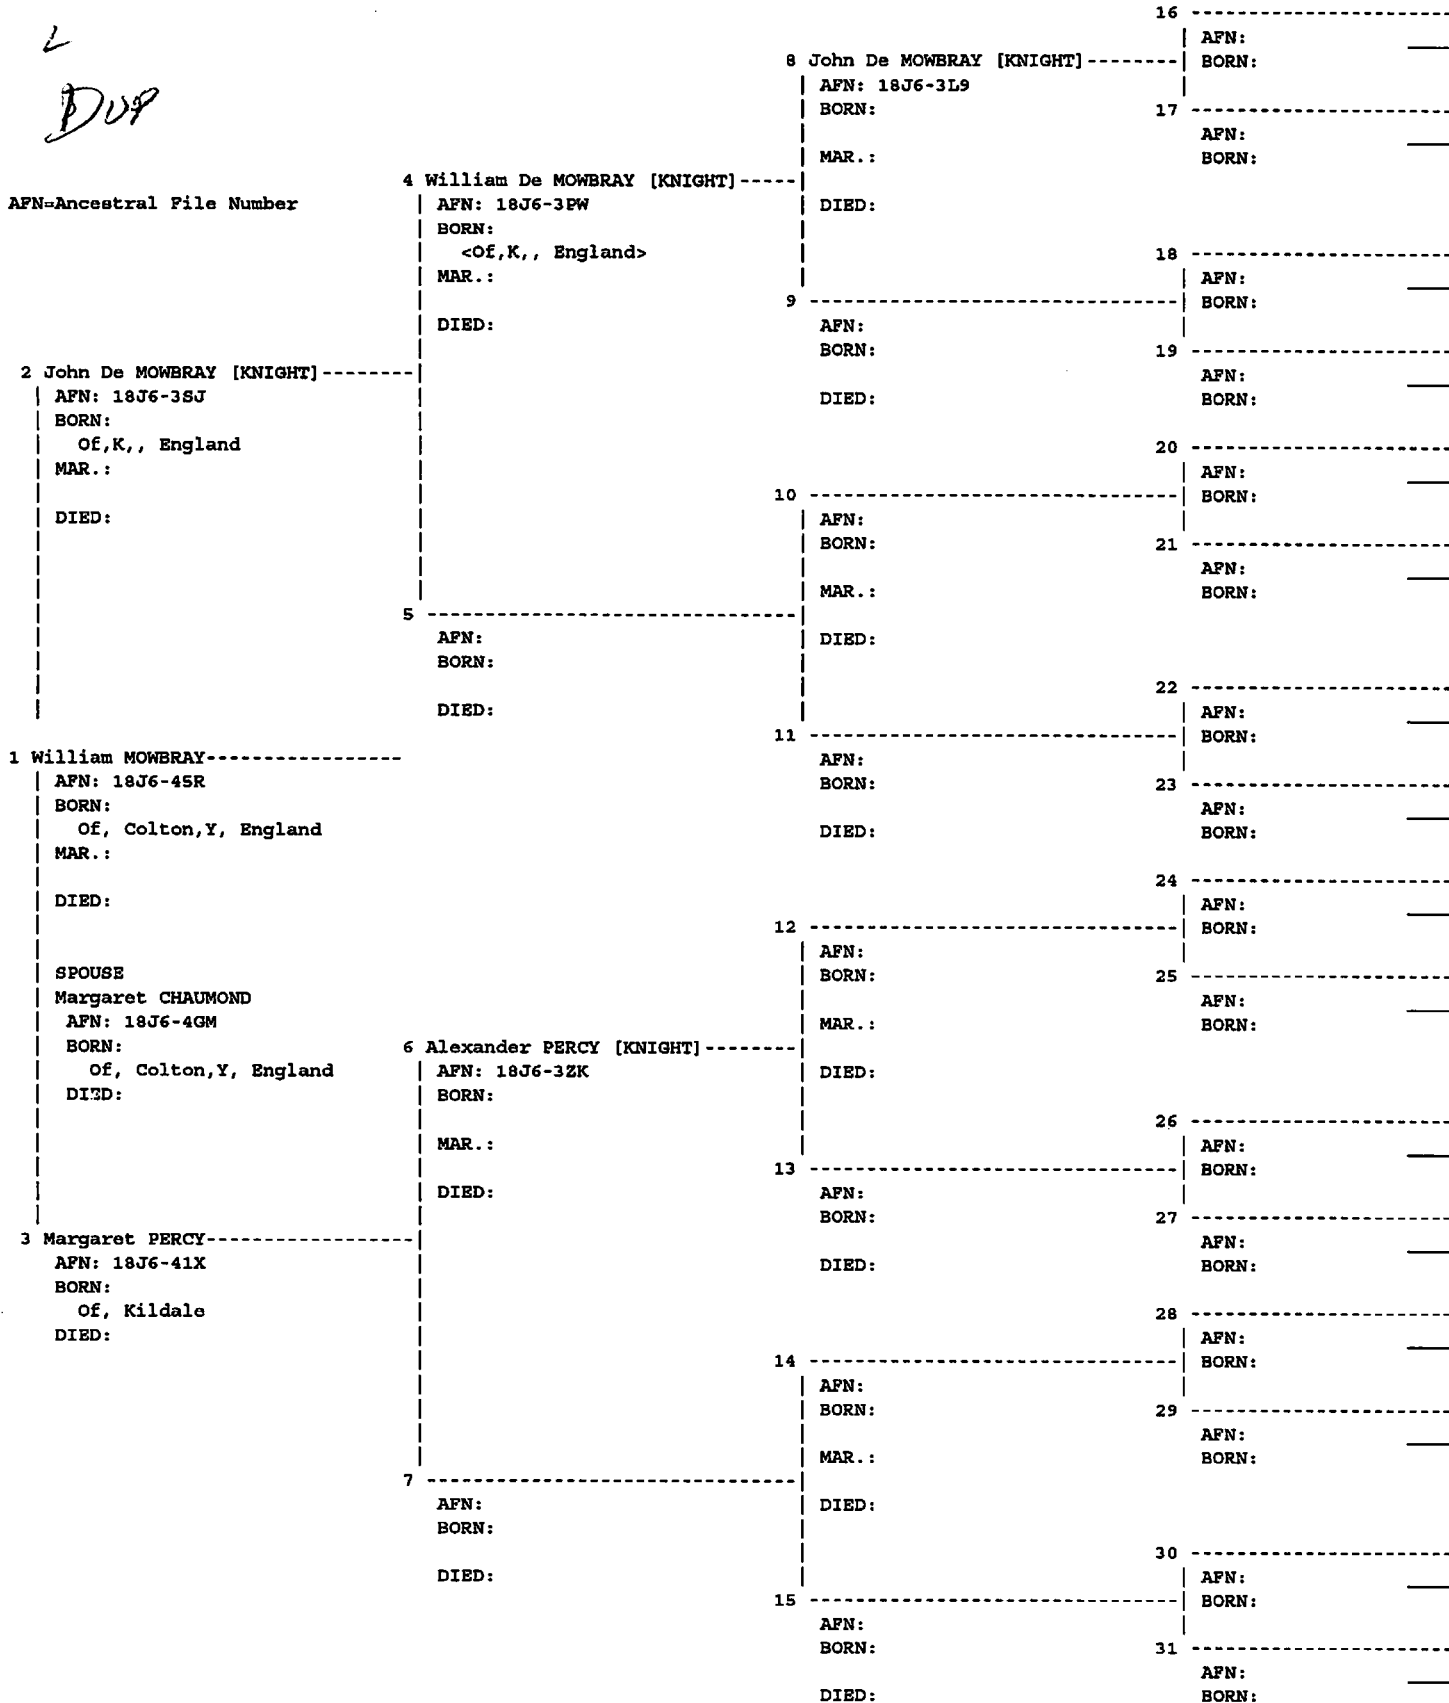 L
DUP
AFN=Ancestral File Number
1 William MOWBRAY----------------
AFN: 18J6-45R
BORN:
Of, Colton,Y, England
MAR.:
DIED:
SPOUSE
Margaret CHAUMOND
AFN: 18J6-4GM
BORN:
Of, Colton,Y, England
DIED:
2 John De MOWBRAY [KNIGHT]--------
AFN: 18J6-3SJ
BORN:
Of,K,, England
MAR.:
DIED:
3 Margaret PERCY-----------------
AFN: 18J6-41X
BORN:
Of, Kildale
DIED:
4 William De MOWBRAY [KNIGHT]-----
AFN: 18J6-3PW
BORN:
<Of,K,, England>
MAR.:
DIED:
5 -------------------------------
AFN:
BORN:
DIED:
6 Alexander PERCY [KNIGHT]--------
AFN: 18J6-3ZK
BORN:
MAR.:
DIED:
7 -------------------------------
AFN:
BORN:
DIED:
8 John De MOWBRAY [KNIGHT]--------
AFN: 18J6-3L9
BORN:
MAR.:
DIED:
9 -------------------------------
AFN:
BORN:
DIED:
10 -------------------------------
AFN:
BORN:
MAR.:
DIED:
11 -------------------------------
AFN:
BORN:
DIED:
12 -------------------------------
AFN:
BORN:
MAR.:
DIED:
13 -------------------------------
AFN:
BORN:
DIED:
14 -------------------------------
AFN:
BORN:
MAR.:
DIED:
15 -------------------------------
AFN:
BORN:
DIED:
16 ----------------------
AFN:
BORN:
17 ----------------------
AFN:
BORN:
18 ----------------------
AFN:
BORN:
19 ----------------------
AFN:
BORN:
20 ----------------------
AFN:
BORN:
21 ----------------------
AFN:
BORN:
22 ----------------------
AFN:
BORN:
23 ----------------------
AFN:
BORN:
24 ----------------------
AFN:
BORN:
25 ----------------------
AFN:
BORN:
26 ----------------------
AFN:
BORN:
27 ----------------------
AFN:
BORN:
28 ----------------------
AFN:
BORN:
29 ----------------------
AFN:
BORN:
30 ----------------------
AFN:
BORN:
31 ----------------------
AFN:
BORN: